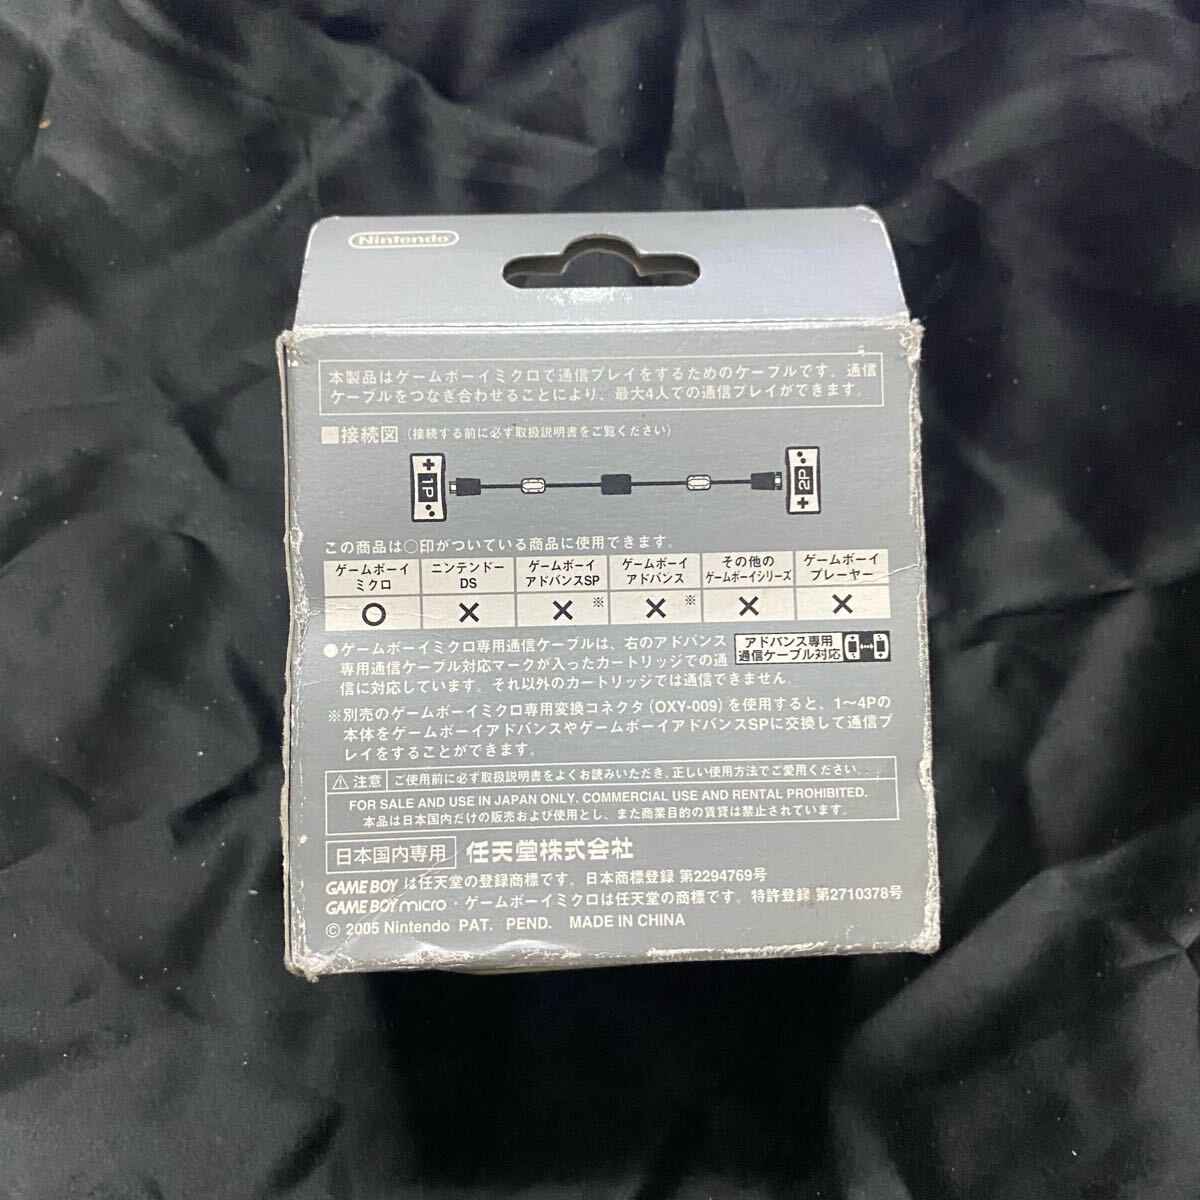 Nintendo
本製品はゲームボーイミクロで通信プレイをするためのケーブルです。通信
ケーブルをつなぎ合わせることにより、最大4人での通信プレイができます。
■接続図（接続する前に必ず取扱説明書をご覧ください）
1P
2P
この商品は〇印がついている商品に使用できます。
ゲームボーイ ニンテンドー ゲームボーイ ゲームボーイ その他の ゲームボーイ
ミクロ DS アドバンスSP アドバンス ゲームボーイシリーズ プレーヤー
〇 × ×※ ×※ × ×
●ゲームボーイミクロ専用通信ケーブルは、右のアドバンス
専用通信ケーブル対応マークが入ったカートリッジでの通
信に対応しています。それ以外のカートリッジでは通信できません。
アドバンス専用
通信ケーブル対応
※別売のゲームボーイミクロ専用変換コネクタ（OXY-009）を使用すると、1〜4Pの
本体をゲームボーイアドバンスやゲームボーイアドバンスSPに交換して通信プ
レイをすることができます。
⚠注意 ご使用前に必ず取扱説明書をよくお読みいただき、正しい使用方法でご愛用ください。
FOR SALE AND USE IN JAPAN ONLY. COMMERCIAL USE AND RENTAL PROHIBITED.
本品は日本国内だけの販売および使用とし、また商業目的の賃貸は禁止されています。
日本国内専用 任天堂株式会社
GAME BOY は任天堂の登録商標です。日本商標登録 第2294769号
GAME BOY micro・ゲームボーイミクロは任天堂の商標です。特許登録 第2710378号
© 2005 Nintendo PAT. PEND. MADE IN CHINA